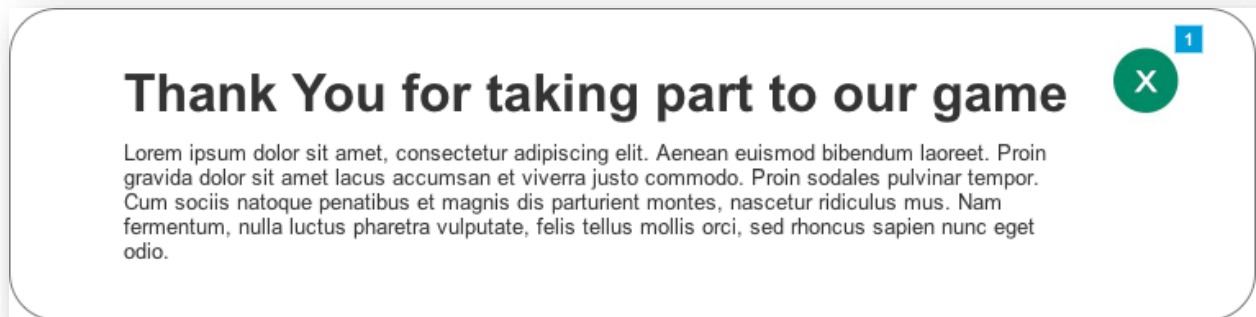 1
Thank You for taking part to our game
X
Lorem ipsum dolor sit amet, consectetur adipiscing elit. Aenean euismod bibendum laoreet. Proin
gravida dolor sit amet lacus accumsan et viverra justo commodo. Proin sodales pulvinar tempor.
Cum sociis natoque penatibus et magnis dis parturient montes, nascetur ridiculus mus. Nam
fermentum, nulla luctus pharetra vulputate, felis tellus mollis orci, sed rhoncus sapien nunc eget
odio.